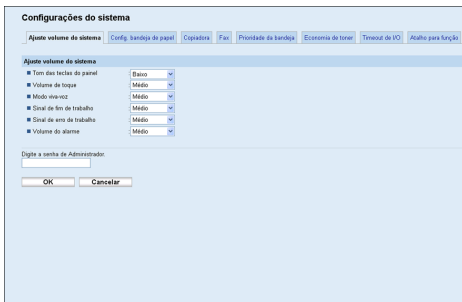 Configurações do sistema
Ajuste volume do sistema Config. bandeja de papel Copiadora Fax Prioridade da bandeja Economia de toner Timeout de I/O Atalho para função
Ajuste volume do sistema
Tom das teclas do painel : Baixo
Volume de toque : Médio
Modo viva-voz : Médio
Sinal de fim de trabalho : Médio
Sinal de erro de trabalho : Médio
Volume do alarme : Médio
Digite a senha de Administrador.
OK Cancelar